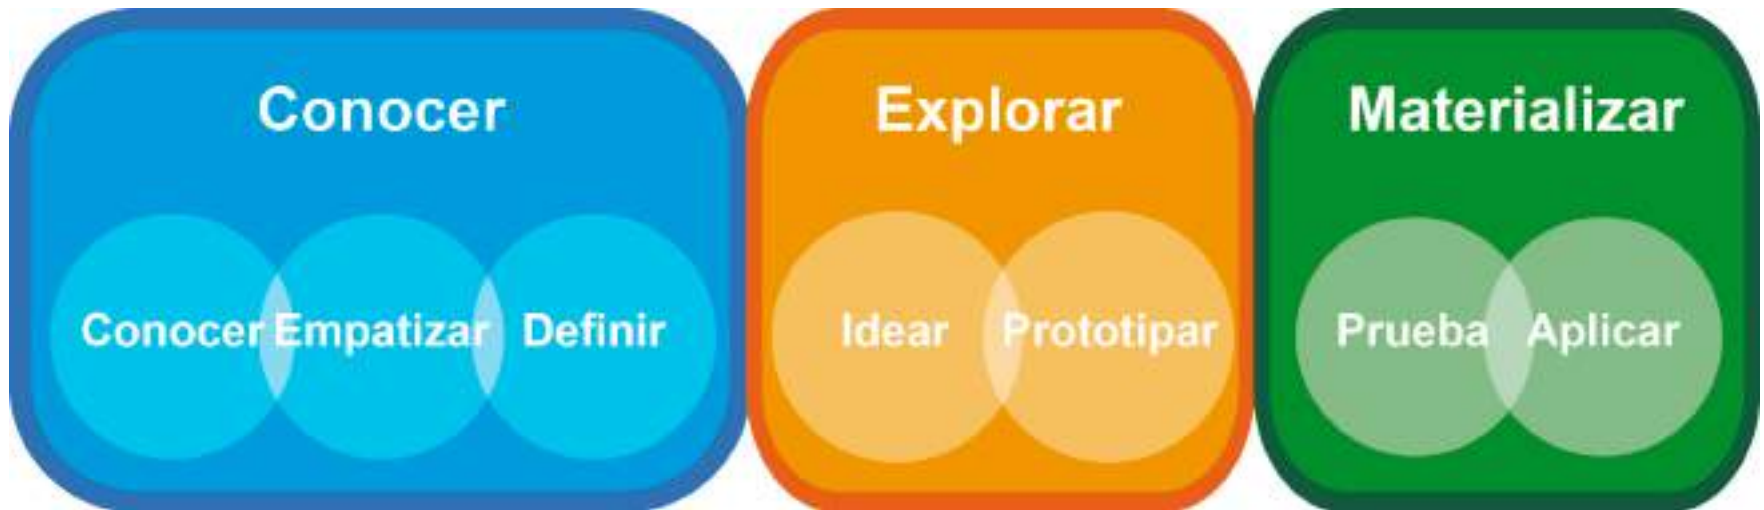 Conocer
Conocer Empatizar Definir
Explorar
Idear Prototipar
Materializar
Prueba Aplicar